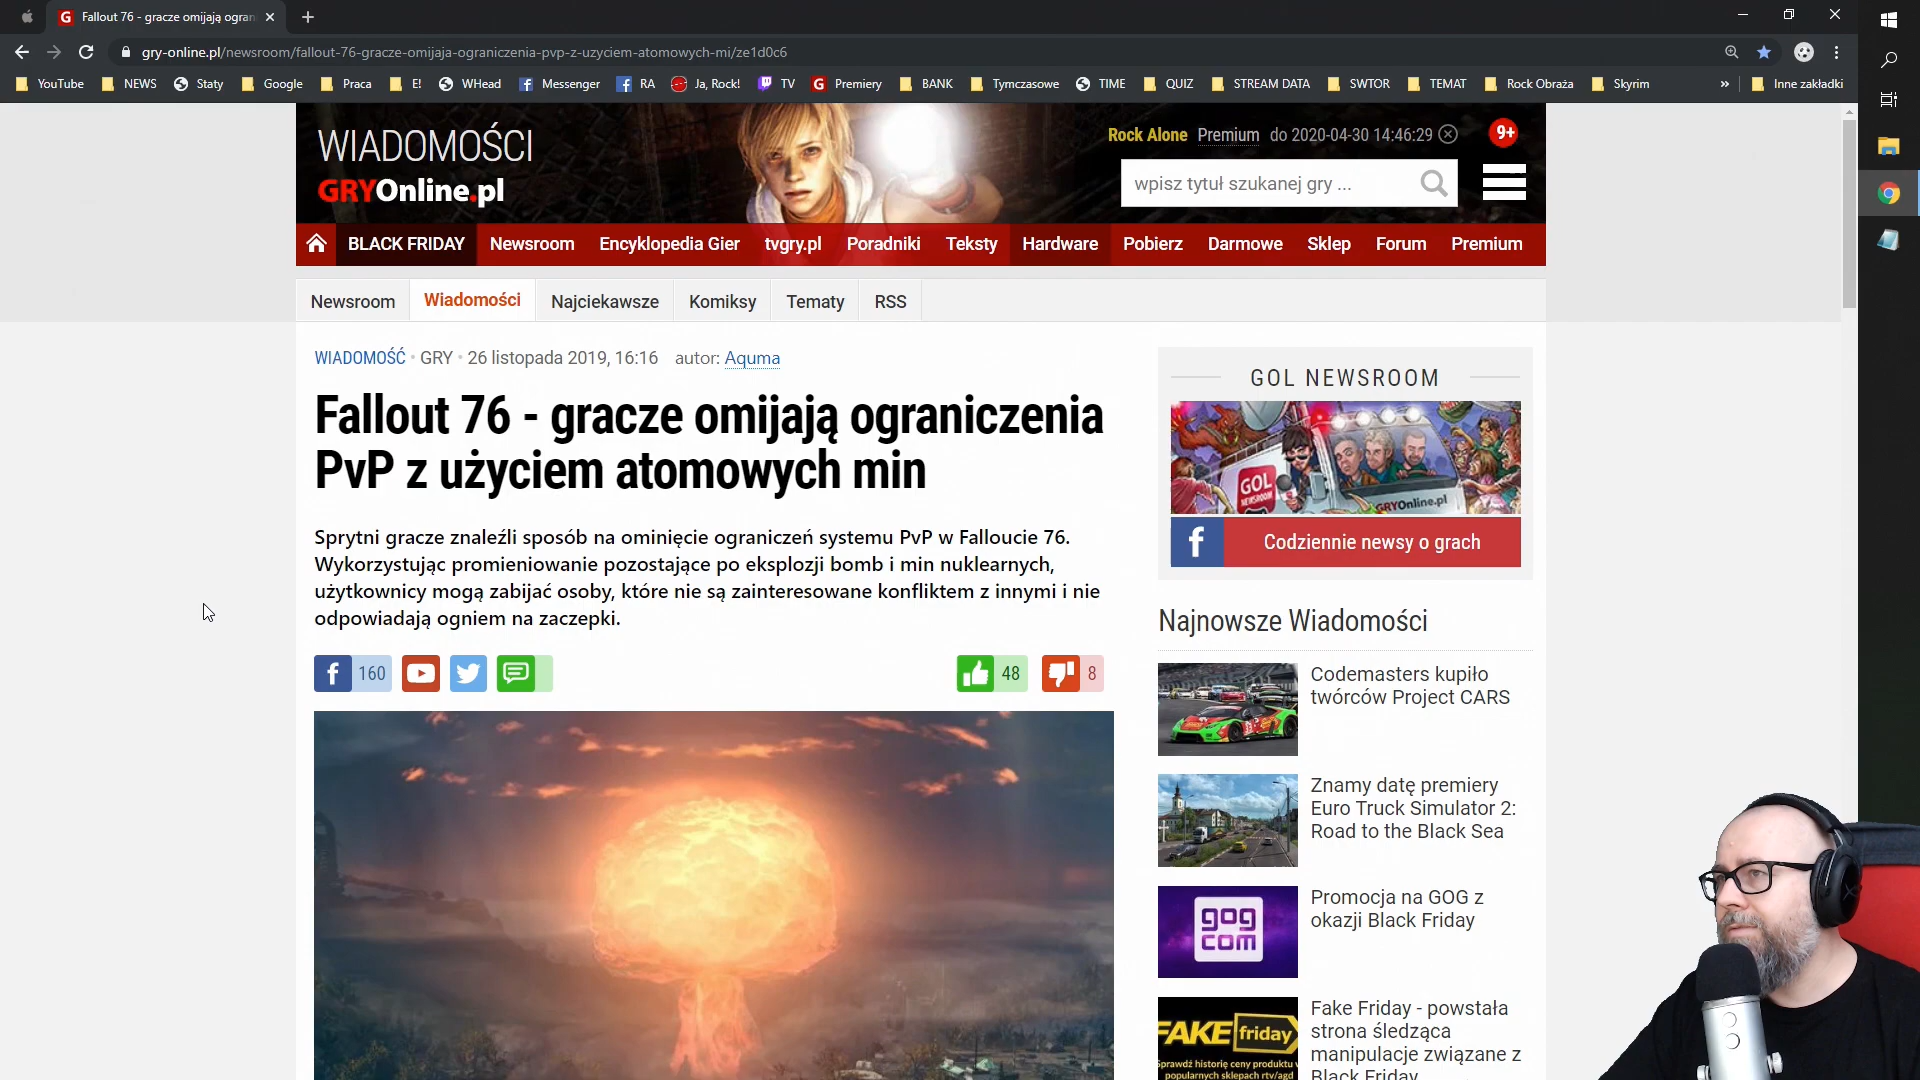 Fallout 76 - gracze omijają ogran
gry-online.pl/newsroom/fallout-76-gracze-omijaja-ograniczenia-pvp-z-uzyciem-atomowych-mi/ze1d0c6
YouTube NEWS Staty Google Praca E! WHead Messenger RA Ja, Rock! TV Premiery BANK Tymczasowe TIME QUIZ STREAM DATA SWTOR TEMAT Rock Obraża Skyrim » Inne zakładki
WIADOMOŚCI
GRYOnline.pl
Rock Alone Premium do 2020-04-30 14:46:29
9+
wpisz tytuł szukanej gry ...
BLACK FRIDAY Newsroom Encyklopedia Gier tvgry.pl Poradniki Teksty Hardware Pobierz Darmowe Sklep Forum Premium
Newsroom Wiadomości Najciekawsze Komiksy Tematy RSS
WIADOMOŚĆ • GRY • 26 listopada 2019, 16:16 autor: Aquma
Fallout 76 - gracze omijają ograniczenia
PvP z użyciem atomowych min
Sprytni gracze znaleźli sposób na ominięcie ograniczeń systemu PvP w Falloucie 76.
Wykorzystując promieniowanie pozostające po eksplozji bomb i min nuklearnych,
użytkownicy mogą zabijać osoby, które nie są zainteresowane konfliktem z innymi i nie
odpowiadają ogniem na zaczepki.
160
48
8
GOL NEWSROOM
GOL
NEWSROOM
GRYOnline.pl
Codziennie newsy o grach
Najnowsze Wiadomości
Codemasters kupiło
twórców Project CARS
Znamy datę premiery
Euro Truck Simulator 2:
Road to the Black Sea
gog
com
Promocja na GOG z
okazji Black Friday
FAKE friday
Sprawdź historię ceny produktu w
popularnych sklepach rtv/agd
Fake Friday - powstała
strona śledząca
manipulacje związane z
Black Friday